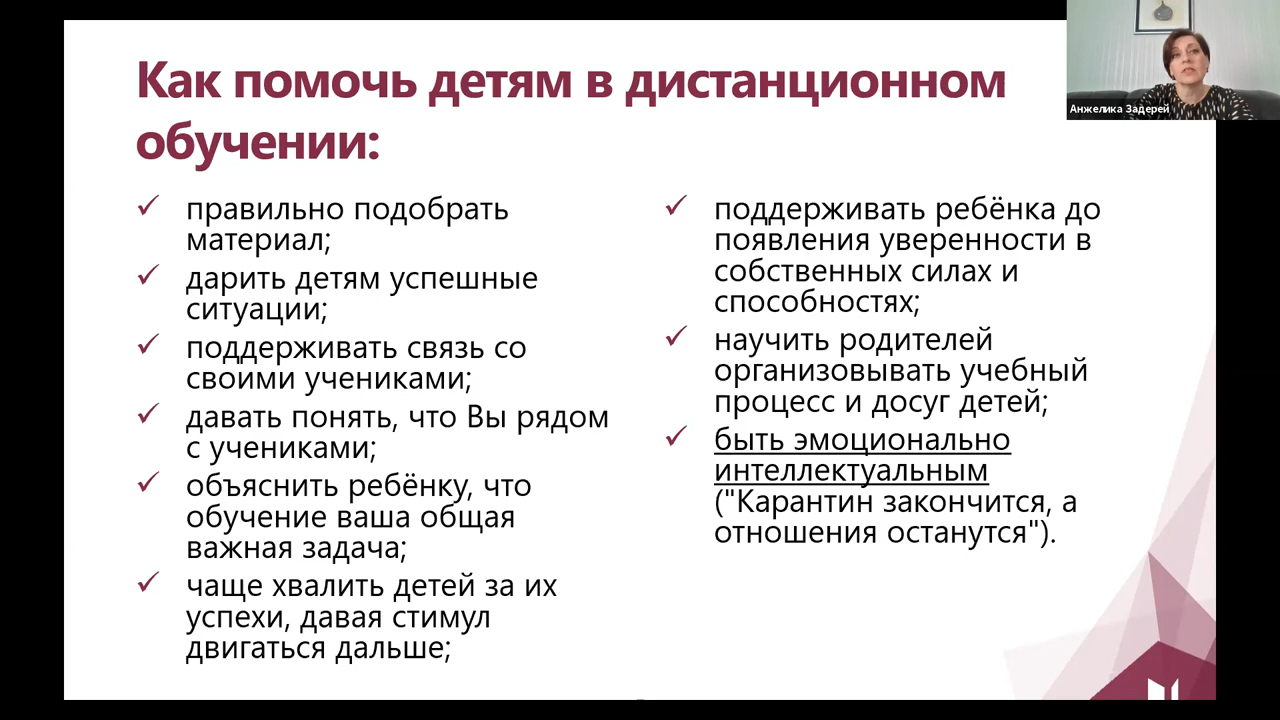 Как помочь детям в дистанционном
обучении:
правильно подобрать
материал;
дарить детям успешные
ситуации;
поддерживать связь со
своими учениками;
давать понять, что Вы рядом
с учениками;
объяснить ребёнку, что
обучение ваша общая
важная задача;
чаще хвалить детей за их
успехи, давая стимул
двигаться дальше;
поддерживать ребёнка до
появления уверенности в
собственных силах и
способностях;
научить родителей
организовывать учебный
процесс и досуг детей;
быть эмоционально
интеллектуальным
("Карантин закончится, а
отношения останутся").
Анжелика Задерей